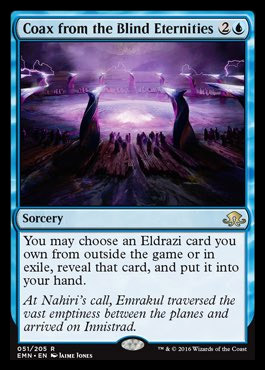 Coax from the Blind Eternities 2
Sorcery
You may choose an Eldrazi card you
own from outside the game or in
exile, reveal that card, and put it into
your hand.
At Nahiri's call, Emrakul traversed the
vast emptiness between the planes and
arrived on Innistrad.
051/205 R
EMN • EN Jaime Jones
™ & © 2016 Wizards of the Coast